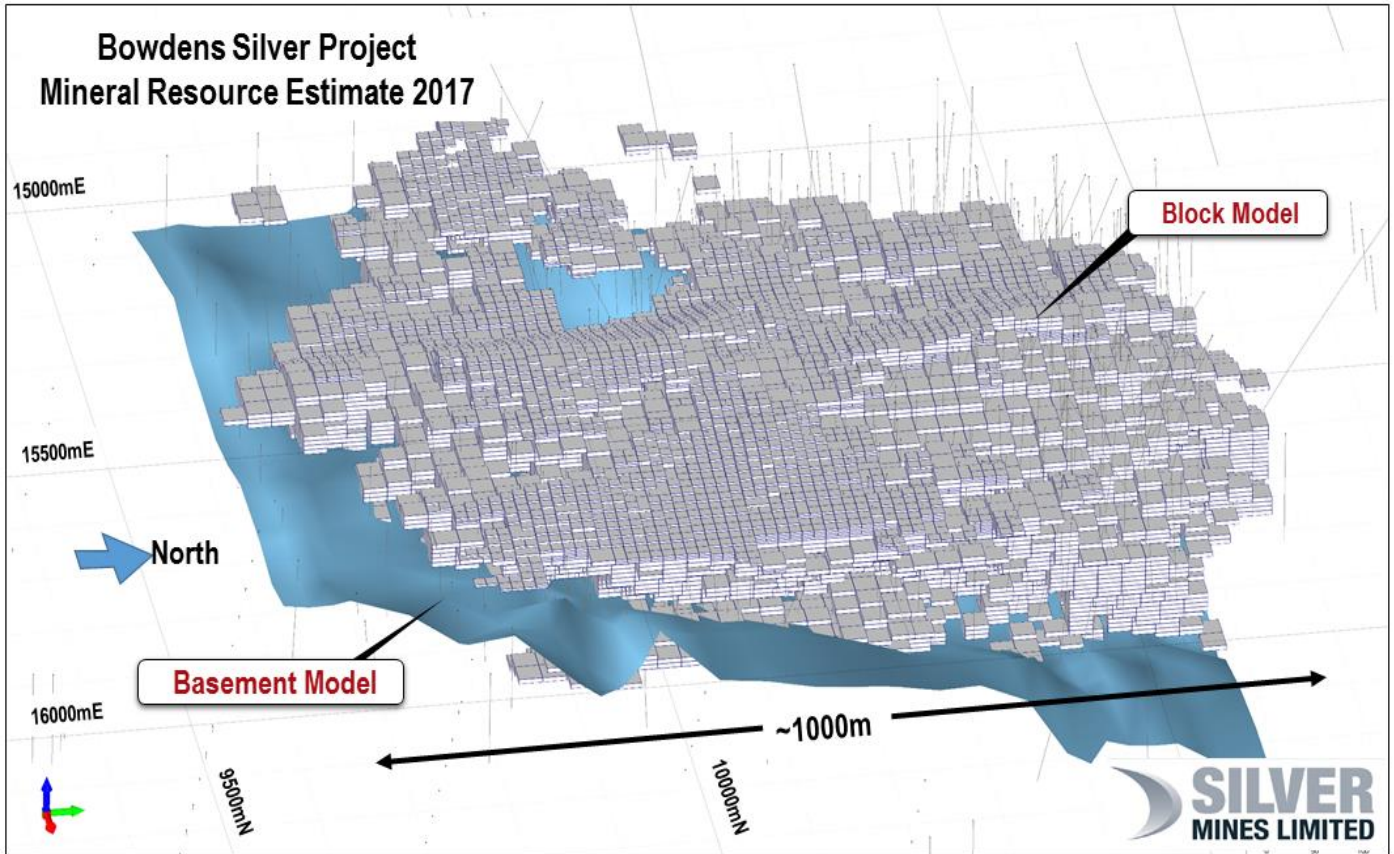 Bowdens Silver Project
Mineral Resource Estimate 2017
15000mE
Block Model
15500mE
North
Basement Model
16000mE
~1000m
9500mN
10000mN
SILVER
MINES LIMITED